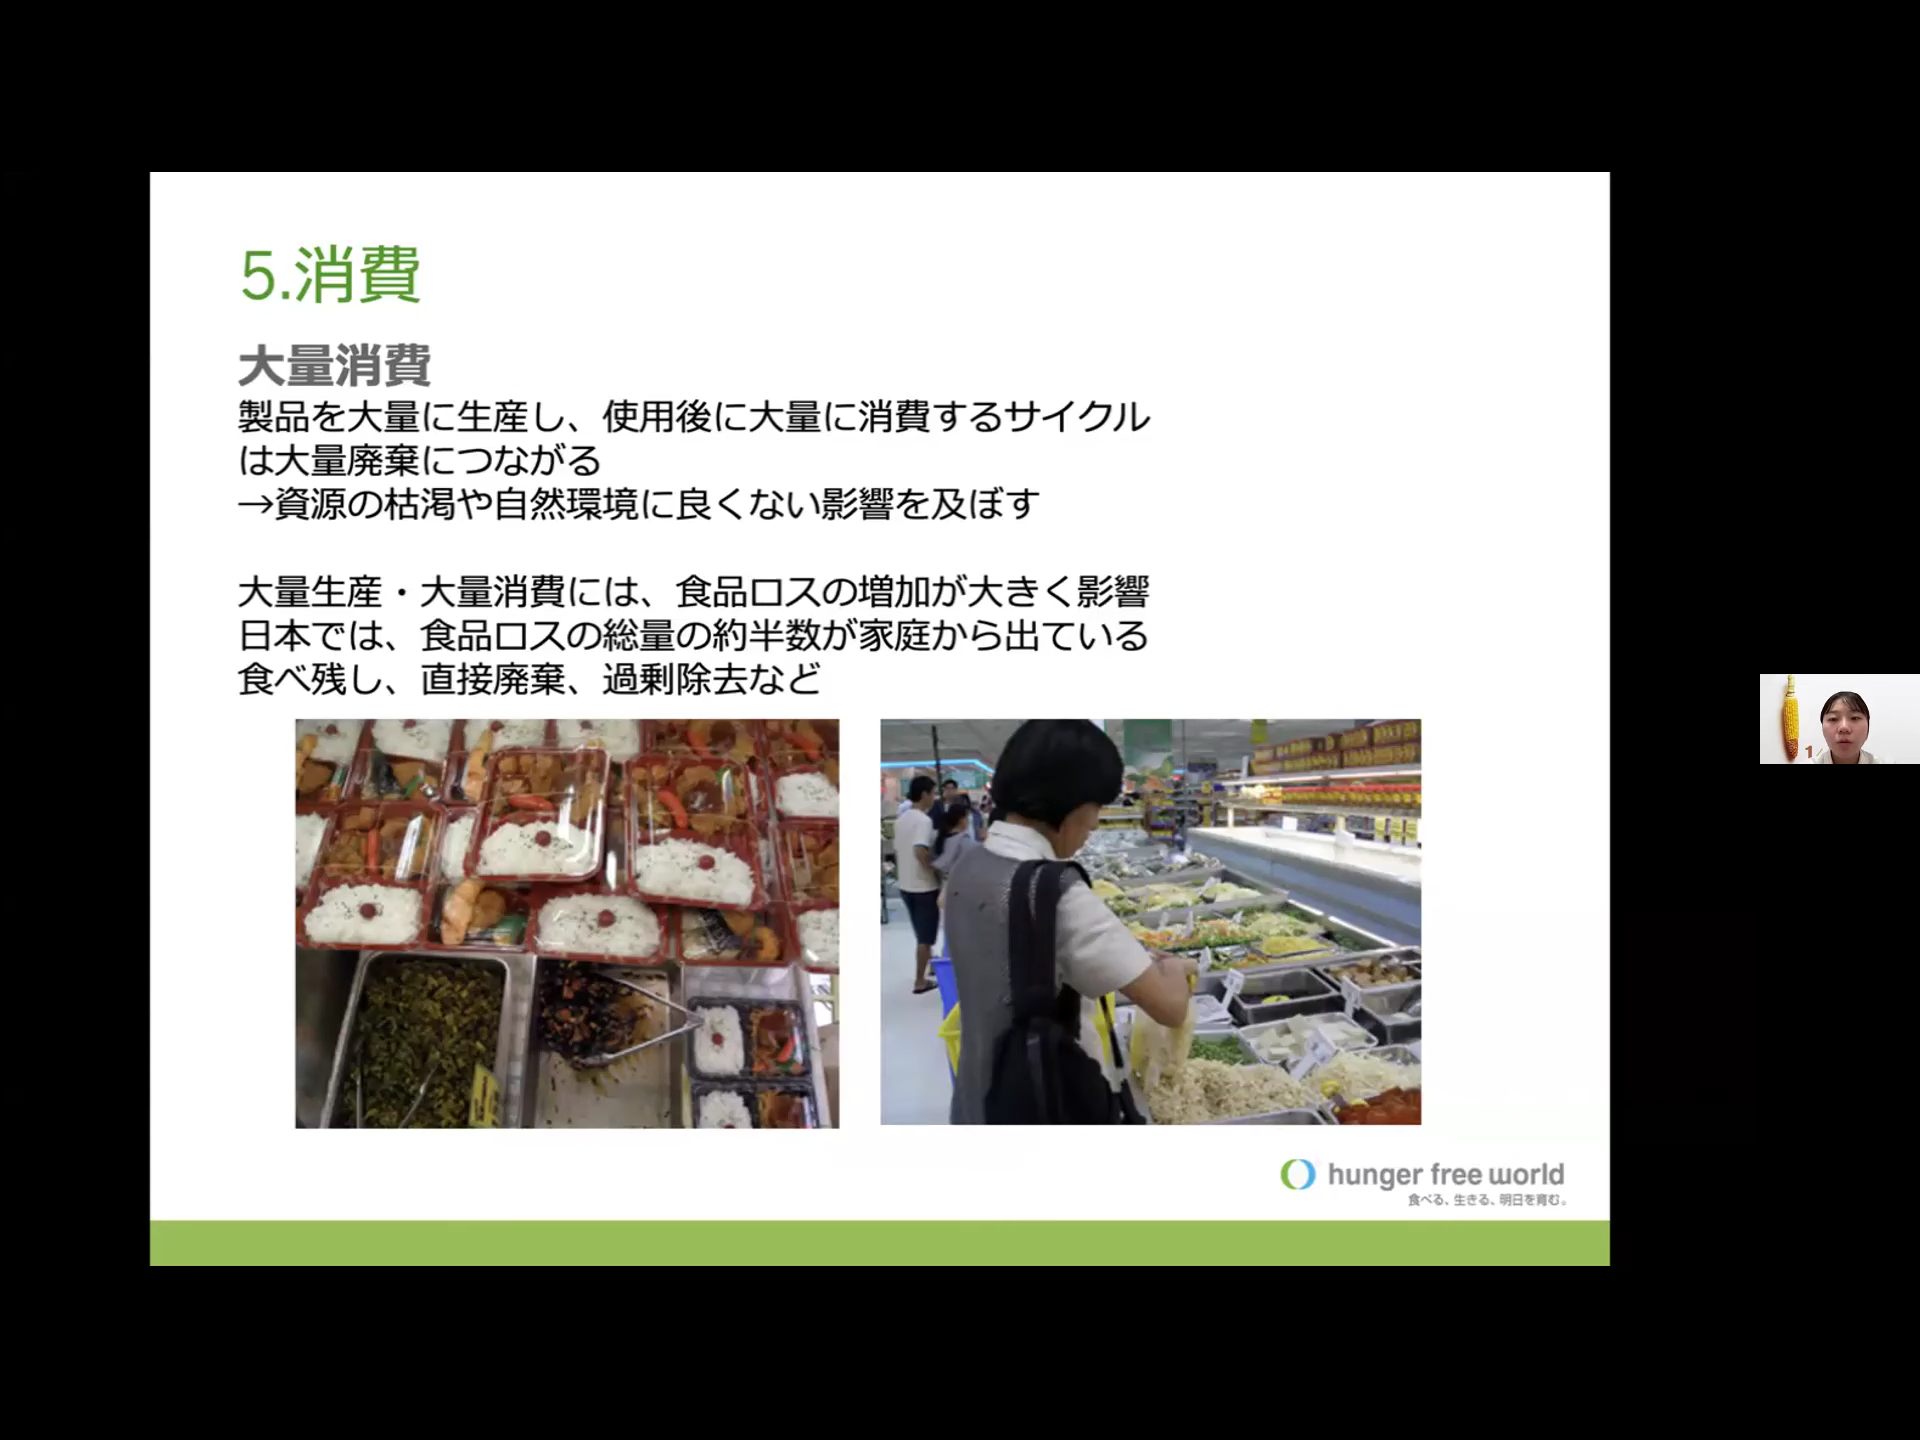 5.消費
大量消費
製品を大量に生産し、使用後に大量に消費するサイクル
は大量廃棄につながる
→資源の枯渇や自然環境に良くない影響を及ぼす
大量生産・大量消費には、食品ロスの増加が大きく影響
日本では、食品ロスの総量の約半数が家庭から出ている
食べ残し、直接廃棄、過剰除去など
hunger free world
食べる、生きる、明日を育む。
1/